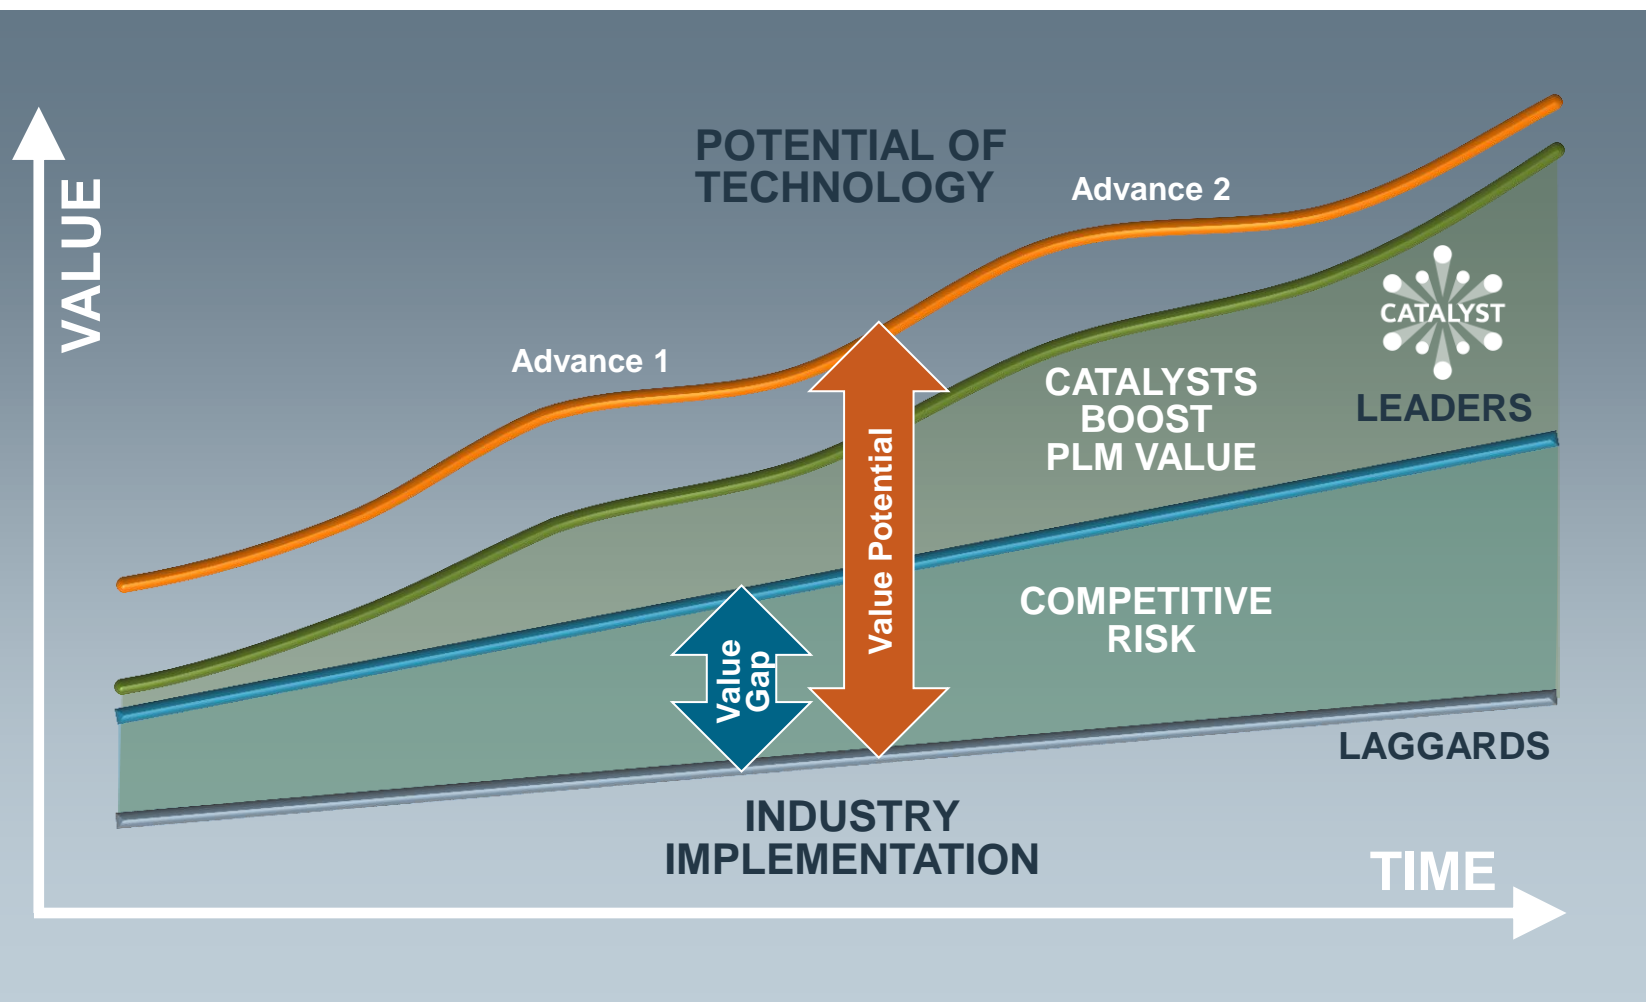 POTENTIAL OF
TECHNOLOGY
Advance 2
VALUE
Advance 1
CATALYST
CATALYSTS
BOOST
PLM VALUE
LEADERS
Value Potential
COMPETITIVE
RISK
Value
Gap
LAGGARDS
INDUSTRY
IMPLEMENTATION
TIME